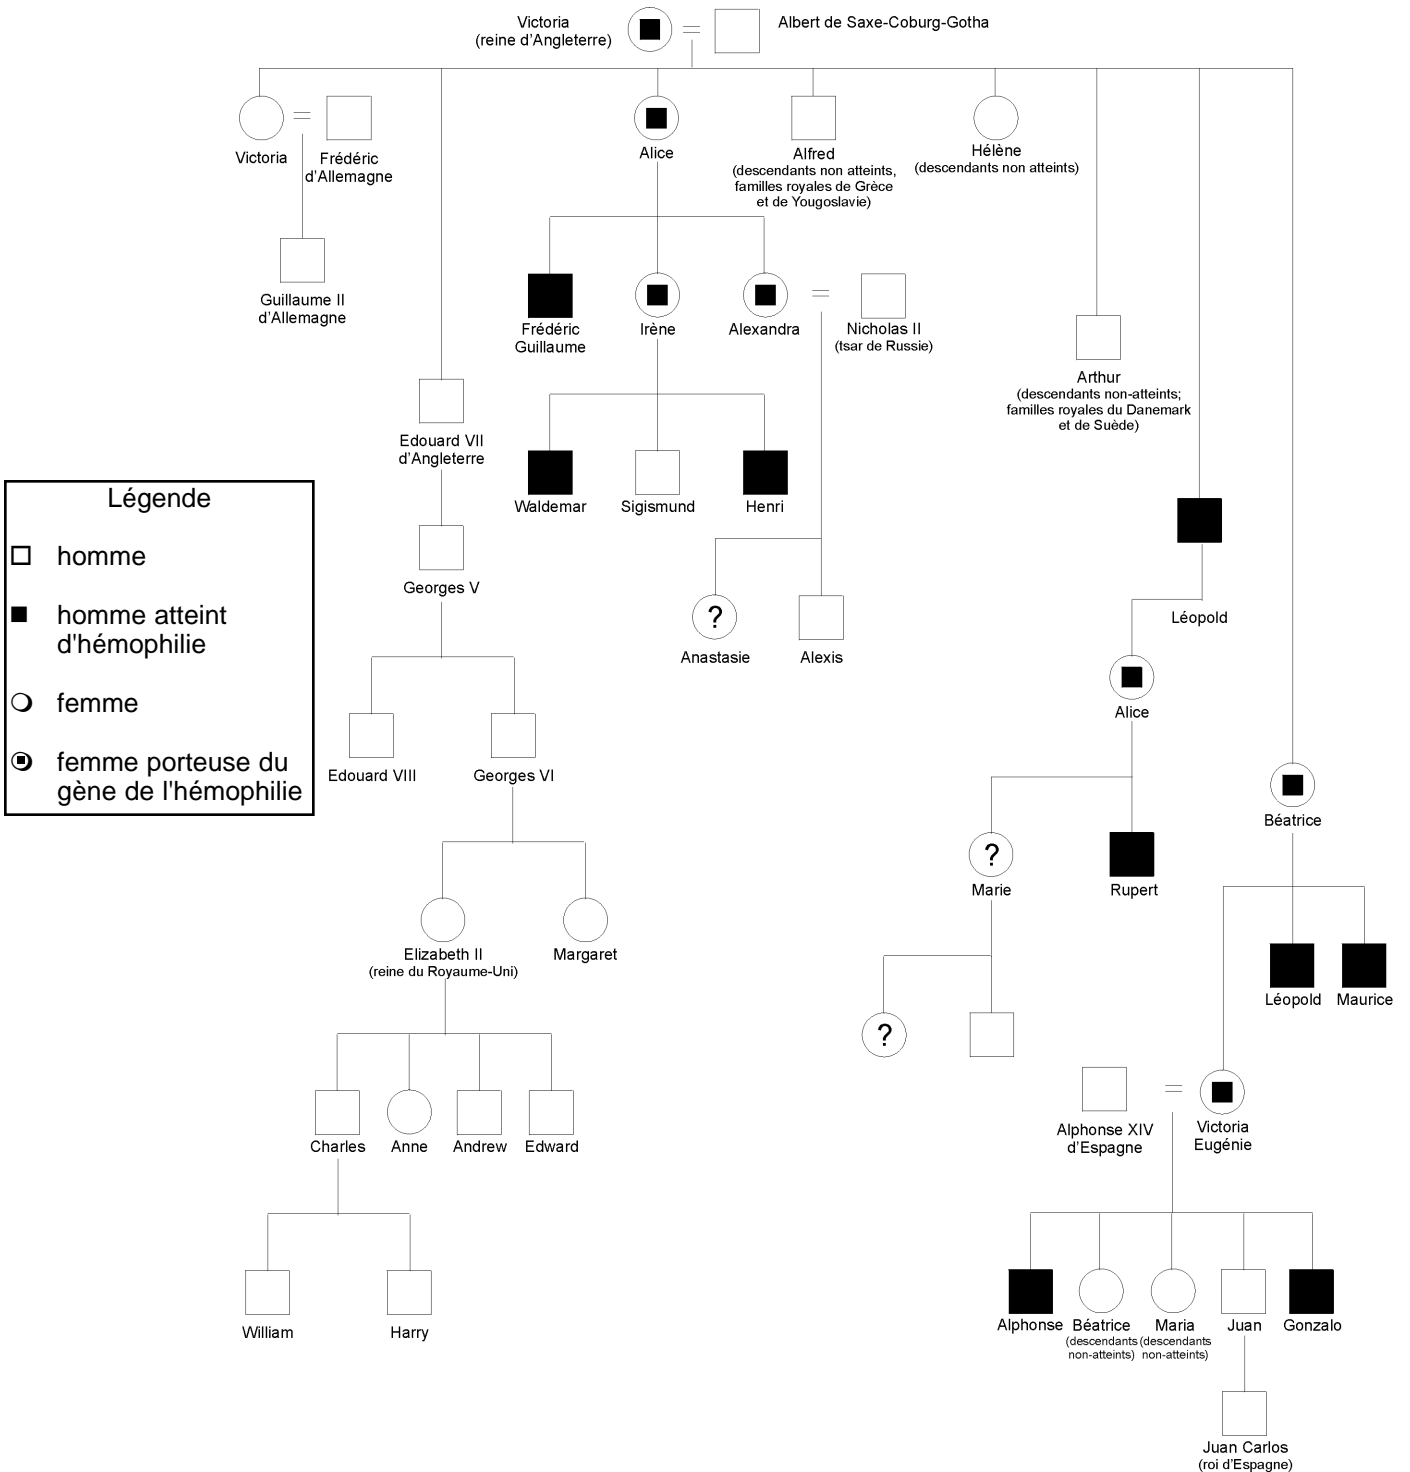 Victoria
(reine d'Angleterre)
Albert de Saxe-Coburg-Gotha
Victoria
Frédéric
d'Allemagne
Alice
Alfred
(descendants non atteints,
familles royales de Grèce
et de Yougoslavie)
Hélène
(descendants non atteints)
Guillaume II
d'Allemagne
Frédéric
Guillaume
Irène
Alexandra
Nicholas II
(tsar de Russie)
Arthur
(descendants non-atteints;
familles royales du Danemark
et de Suède)
Edouard VII
d'Angleterre
Waldemar
Sigismund
Henri
Légende
homme
homme atteint
d'hémophilie
femme
femme porteuse du
gène de l'hémophilie
Georges V
?
Anastasie
Alexis
Léopold
Alice
Edouard VIII
Georges VI
Béatrice
?
Marie
Rupert
Elizabeth II
(reine du Royaume-Uni)
Margaret
Léopold
Maurice
?
Charles
Anne
Andrew
Edward
Alphonse XIV
d'Espagne
Victoria
Eugénie
William
Harry
Alphonse
Béatrice
(descendants
non-atteints)
Maria
(descendants
non-atteints)
Juan
Gonzalo
Juan Carlos
(roi d'Espagne)